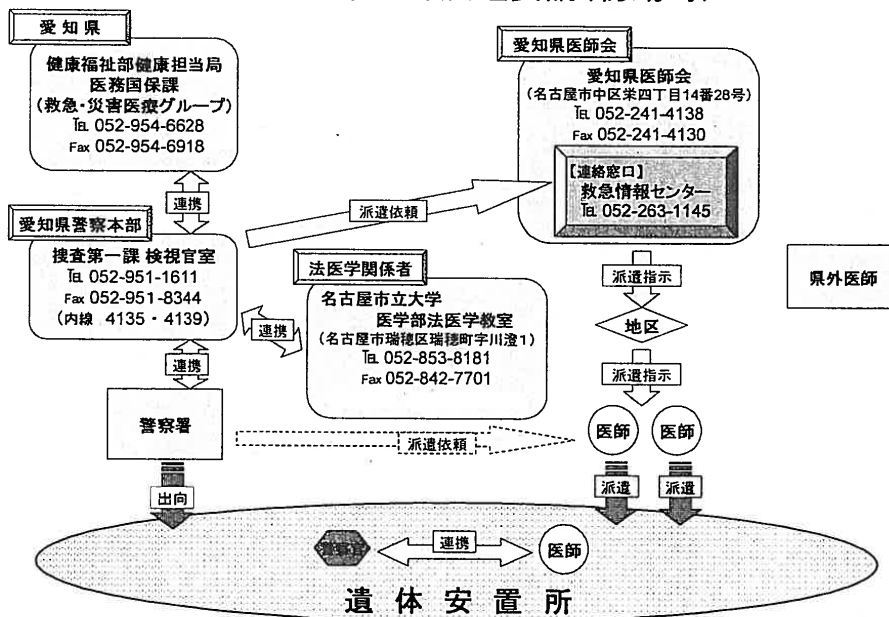 愛知県
健康福祉部健康担当局
医務国保課
(救急・災害医療グループ)
℡ 052-954-6628
Fax 052-954-6918
連携
愛知県警察本部
捜査第一課 検視官室
℡ 052-951-1611
Fax 052-951-8344
(内線 4135・4139)
連携
警察署
出向
派遣依頼
連携
法医学関係者
名古屋市立大学
医学部法医学教室
(名古屋市瑞穂区瑞穂町字川澄1)
℡ 052-853-8181
Fax 052-842-7701
派遣依頼
愛知県医師会
愛知県医師会
(名古屋市中区栄四丁目14番28号)
℡ 052-241-4138
Fax 052-241-4130
【連絡窓口】
救急情報センター
℡ 052-263-1145
派遣指示
地区
派遣指示
医師
医師
派遣
派遣
県外医師
警察官
連携
医師
遺体安置所